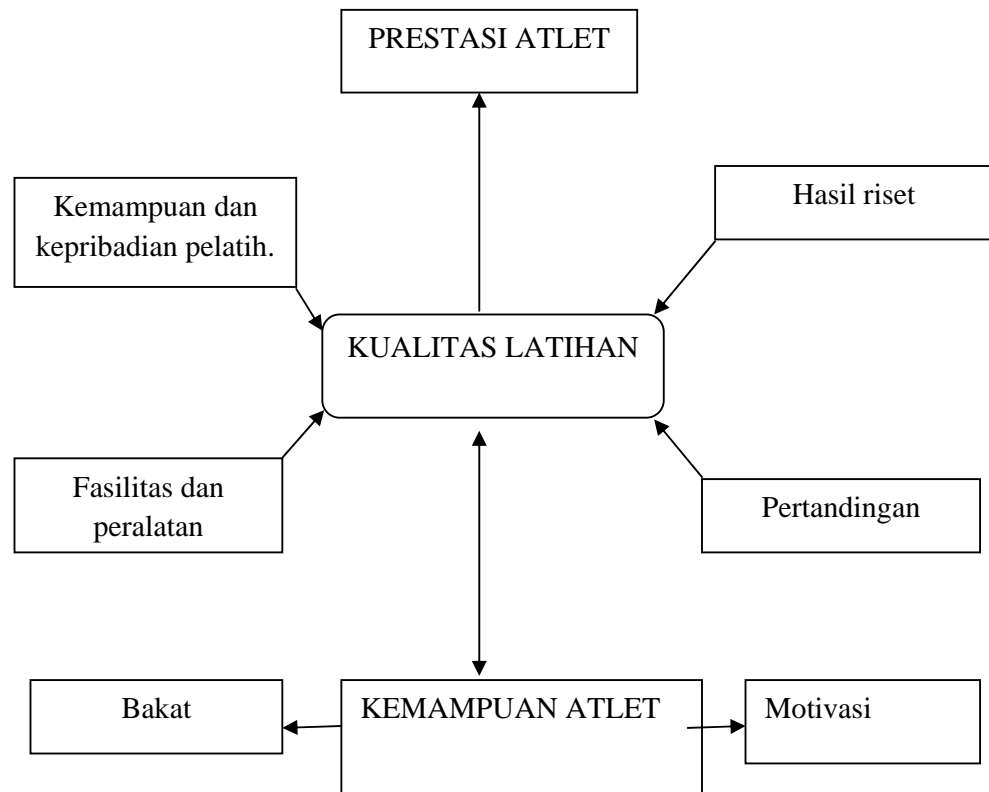 PRESTASI ATLET
Kemampuan dan
kepribadian pelatih.
Hasil riset
KUALITAS LATIHAN
Fasilitas dan
peralatan
Pertandingan
Bakat
KEMAMPUAN ATLET
Motivasi